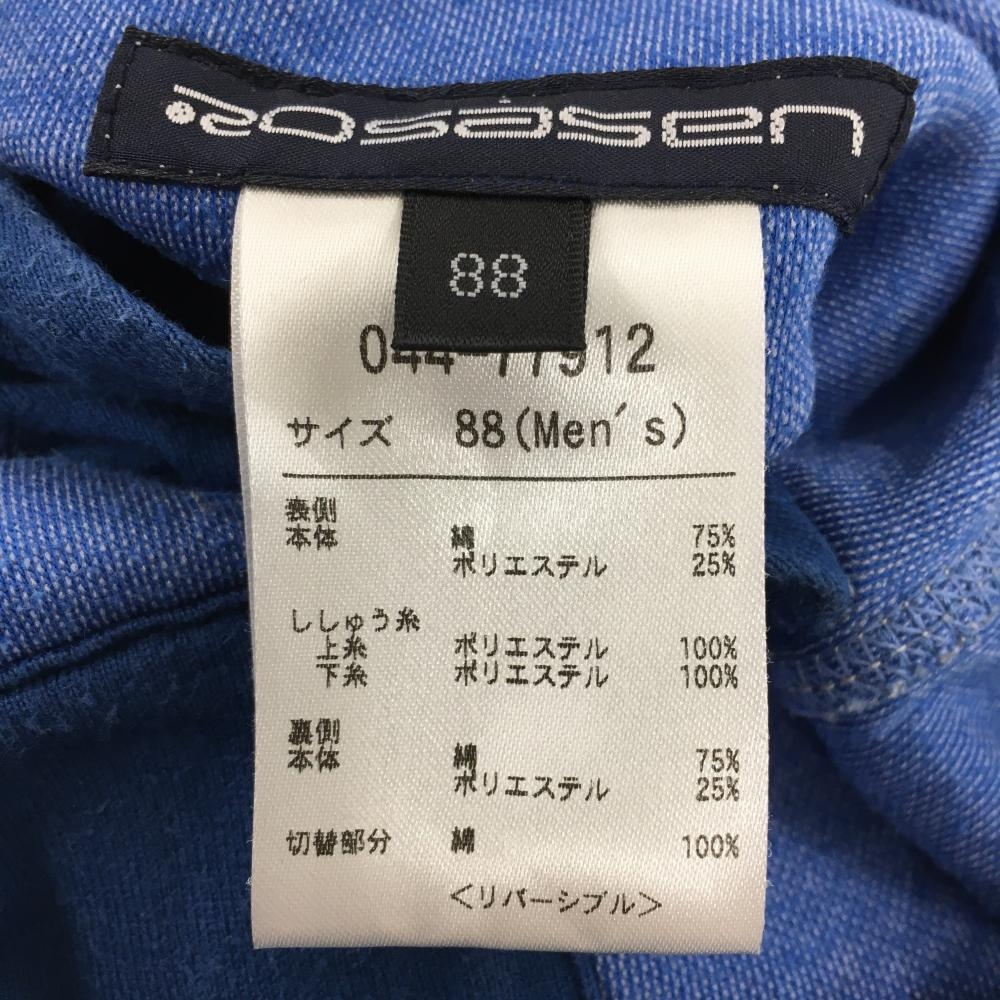 88
サイズ 88(Men's)
表側
本体 綿 75%
ポリエステル 25%
ししゅう糸
上糸 ポリエステル 100%
下糸 ポリエステル 100%
裏側
本体 綿 75%
ポリエステル 25%
切替部分 綿 100%
<リバーシブル>